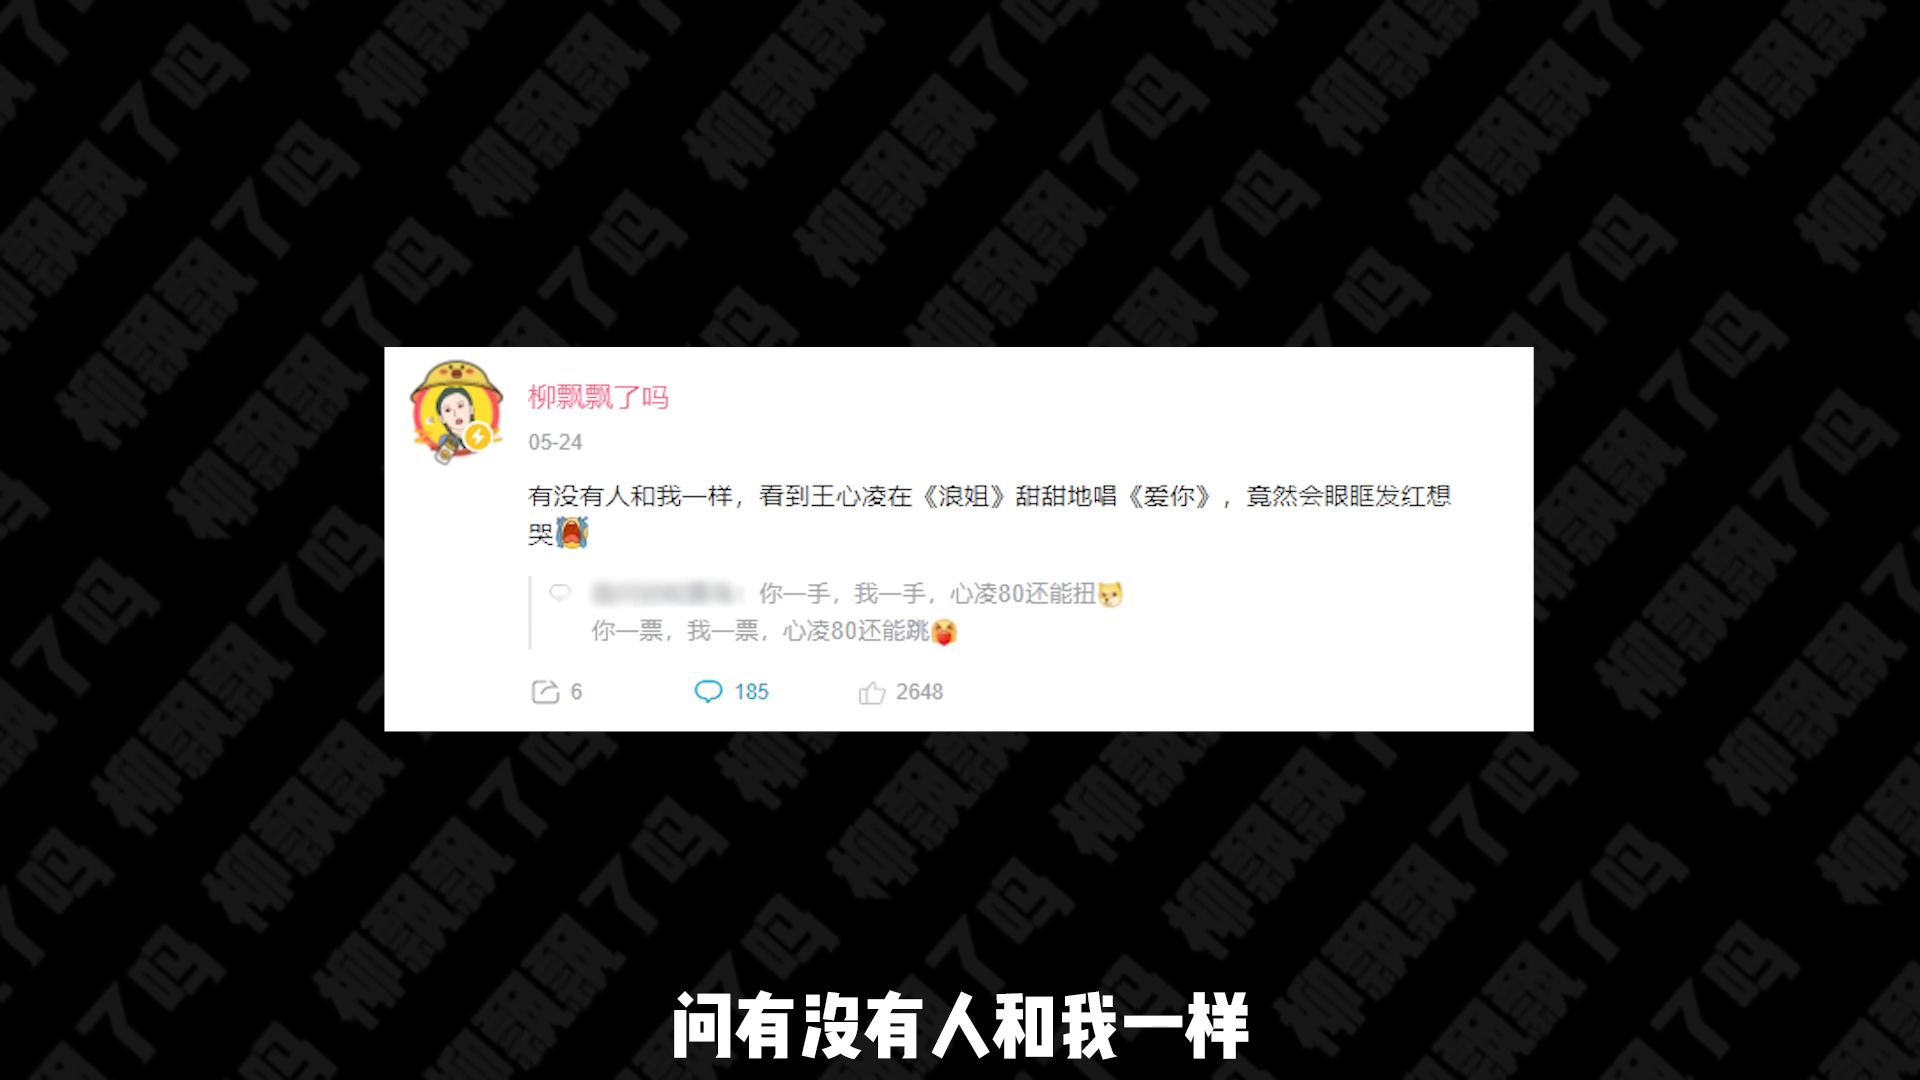 柳飘飘了吗
05-24
有没有人和我一样，看到王心凌在《浪姐》甜甜地唱《爱你》，竟然会眼眶发红想
哭
你一手，我一手，心凌80还能扭
你一票，我一票，心凌80还能跳
6
185
2648
问有没有人和我一样